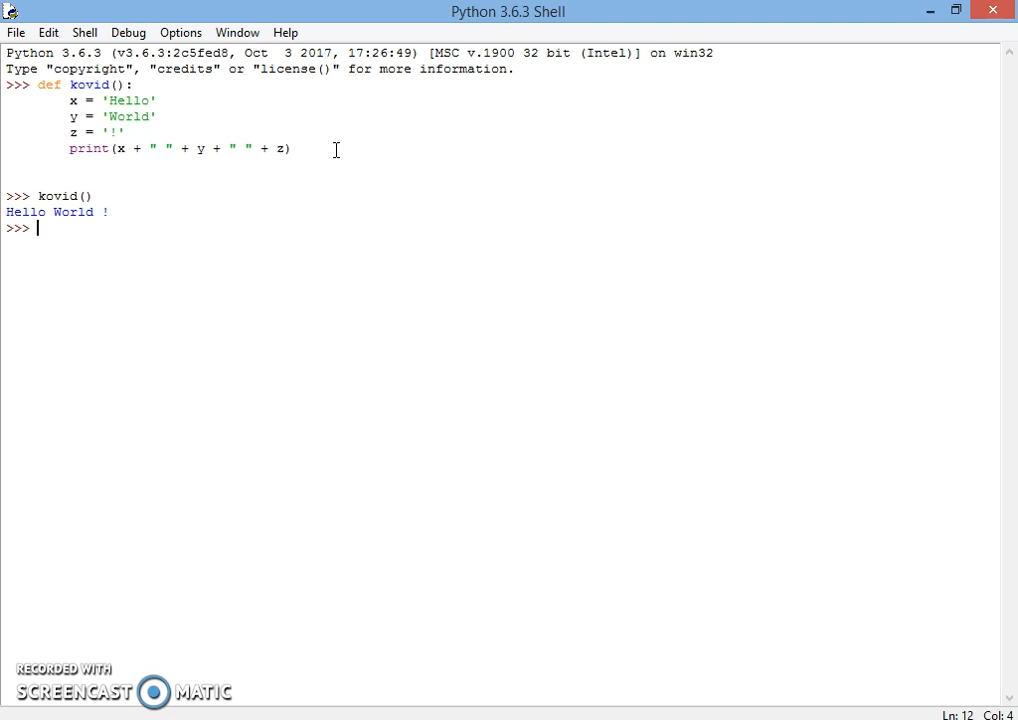 Python 3.6.3 Shell
File Edit Shell Debug Options Window Help
Python 3.6.3 (v3.6.3:2c5fed8, Oct  3 2017, 17:26:49) [MSC v.1900 32 bit (Intel)] on win32
Type "copyright", "credits" or "license()" for more information.
>>> def kovid():
        x = 'Hello'
        y = 'World'
        z = '!'
        print(x + " " + y + " " + z)
>>> kovid()
Hello World !
>>>
RECORDED WITH
SCREENCAST MATIC
Ln: 12 Col: 4